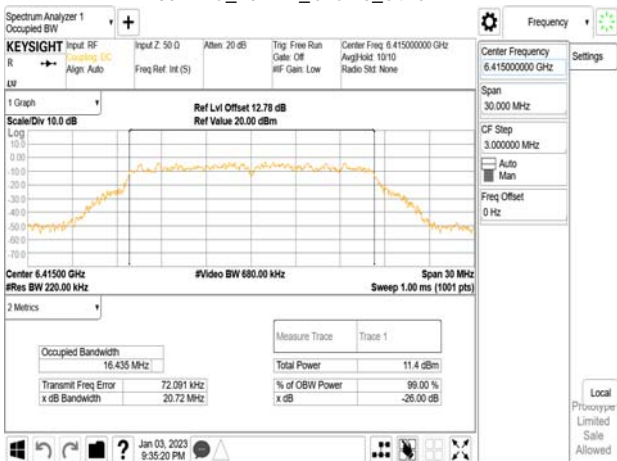 Spectrum Analyzer 1
Occupied BW
Frequency
KEYSIGHT
R
Input: RF
Coupling: DC
Align: Auto
Input Z: 50 Ω
Freq Ref: Int (S)
Atten: 20 dB
Trig: Free Run
Gate: Off
#IF Gain: Low
Center Freq: 6.415000000 GHz
Avg|Hold: 10/10
Radio Std: None
Center Frequency
6.415000000 GHz
Settings
Span
30.000 MHz
CF Step
3.000000 MHz
Auto
Man
Freq Offset
0 Hz
1 Graph
Scale/Div 10.0 dB
Ref Lvl Offset 12.78 dB
Ref Value 20.00 dBm
Log
10.0
0.00
-10.0
-20.0
-30.0
-40.0
-50.0
-60.0
-70.0
Center 6.41500 GHz
#Res BW 220.00 kHz
#Video BW 680.00 kHz
Span 30 MHz
Sweep 1.00 ms (1001 pts)
2 Metrics
Measure Trace
Trace 1
Occupied Bandwidth
16.435 MHz
Total Power
11.4 dBm
Transmit Freq Error
72.091 kHz
% of OBW Power
99.00 %
x dB Bandwidth
20.72 MHz
x dB
-26.00 dB
Local
Prototype
Limited
Sale
Allowed
?
Jan 03, 2023
9:35:20 PM